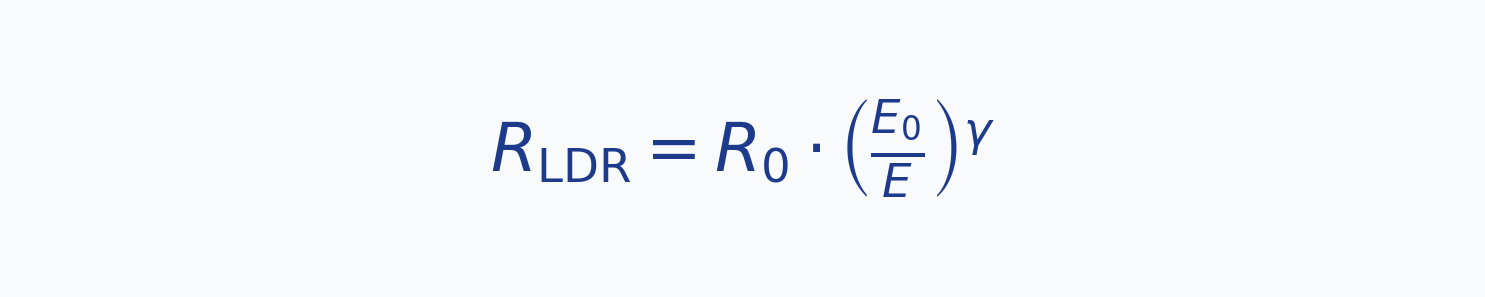 R_LDR = R_0 · (E_0/E)^γ